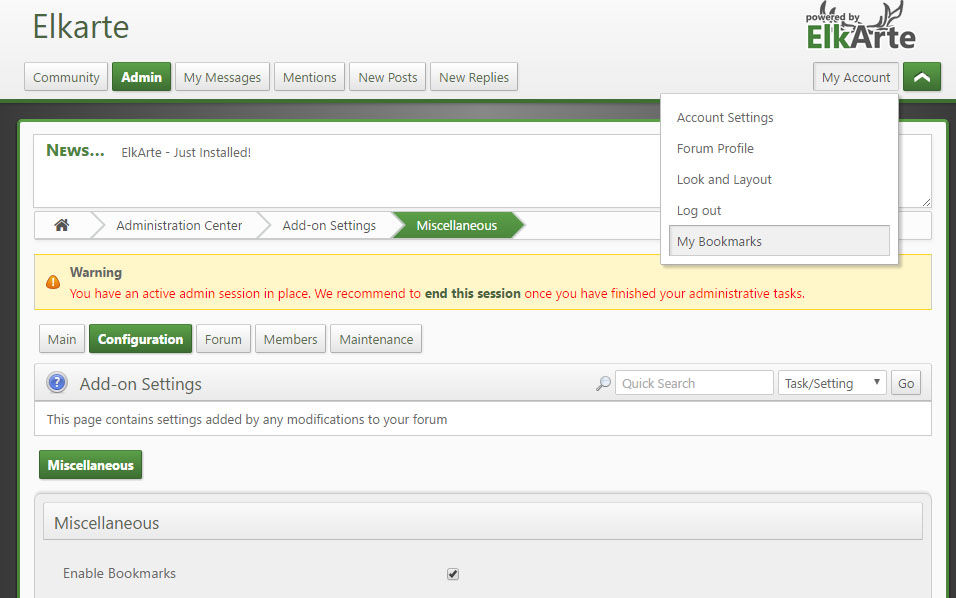 Elkarte
powered by
ElkArte
Community Admin My Messages Mentions New Posts New Replies My Account
Account Settings
Forum Profile
Look and Layout
Log out
My Bookmarks
News... ElkArte - Just Installed!
Administration Center Add-on Settings Miscellaneous
Warning
You have an active admin session in place. We recommend to end this session once you have finished your administrative tasks.
Main Configuration Forum Members Maintenance
? Add-on Settings Quick Search Task/Setting Go
This page contains settings added by any modifications to your forum
Miscellaneous
Miscellaneous
Enable Bookmarks